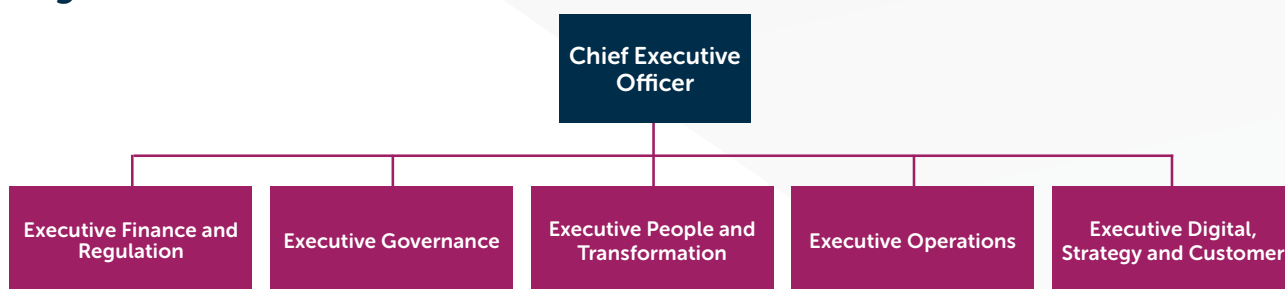 Chief Executive
Officer
Executive Finance and
Regulation
Executive Governance
Executive People and
Transformation
Executive Operations
Executive Digital,
Strategy and Customer